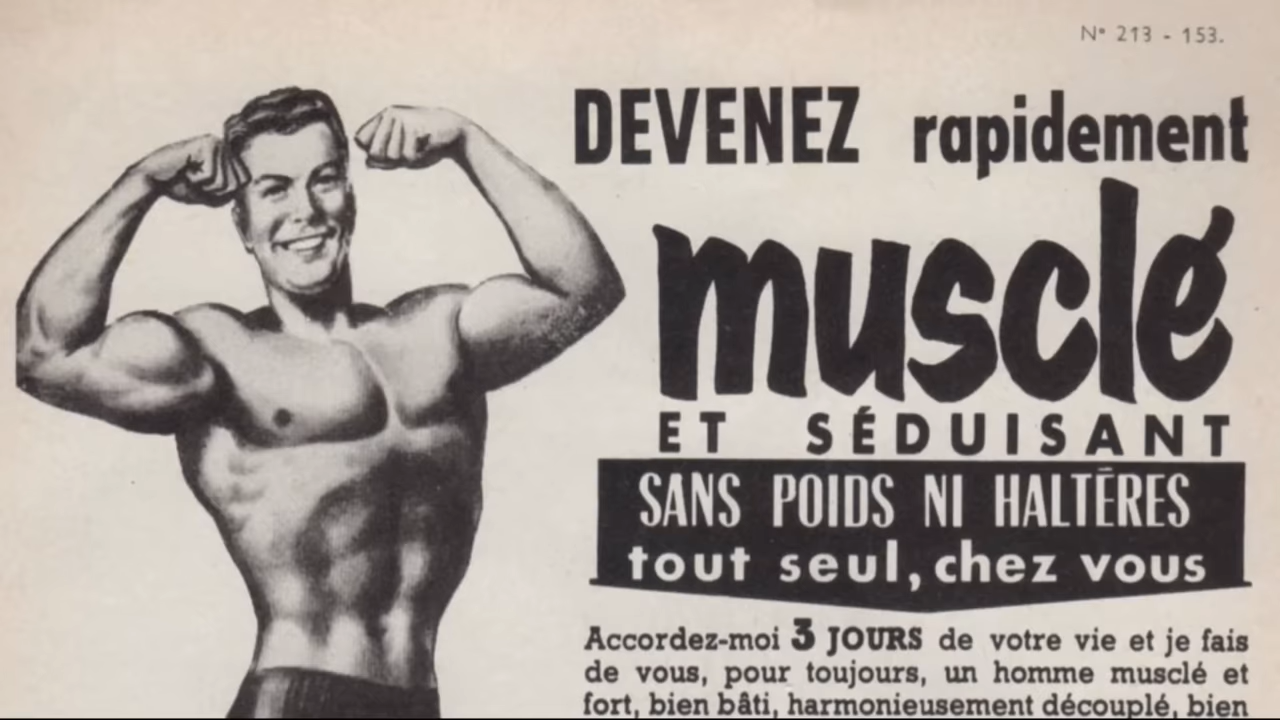 N° 213 - 153.
DEVENEZ rapidement
musclé
ET SÉDUISANT
SANS POIDS NI HALTÈRES
tout seul, chez vous
Accordez-moi 3 JOURS de votre vie et je fais
de vous, pour toujours, un homme musclé et
fort, bien bâti, harmonieusement découplé, bien